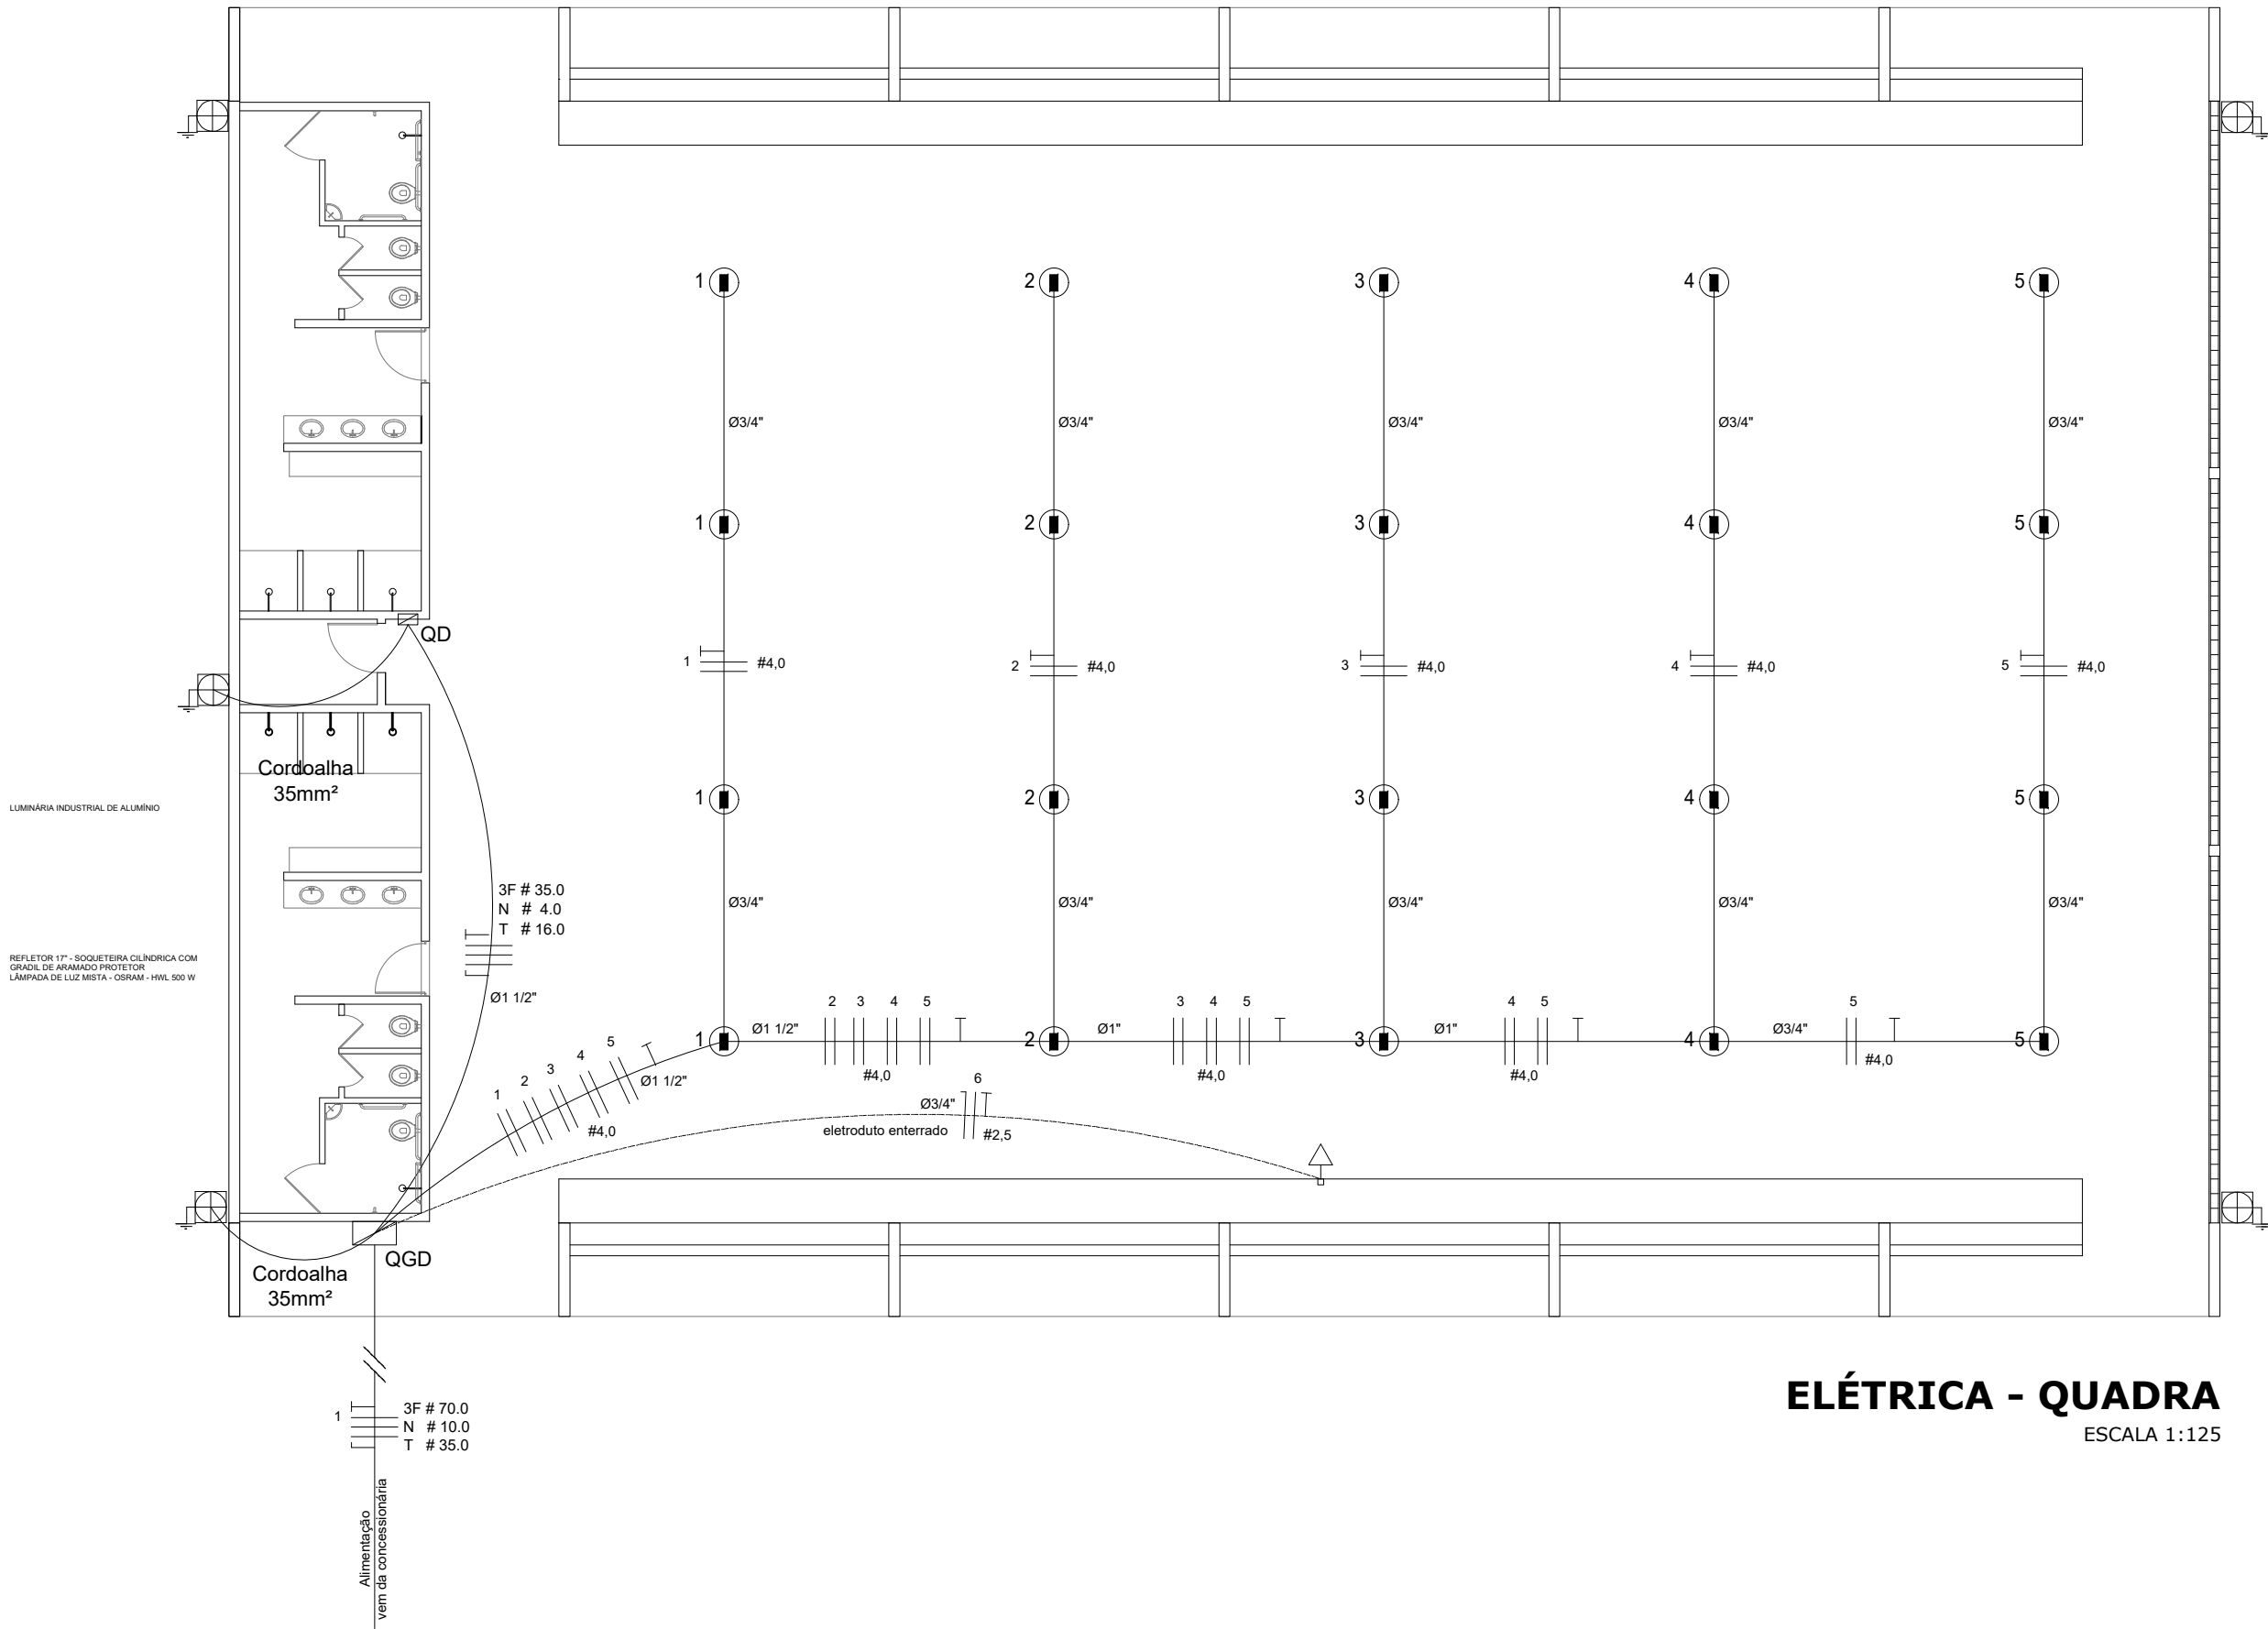 1
2
3
4
5
Ø3/4"
Ø3/4"
Ø3/4"
Ø3/4"
Ø3/4"
1
2
3
4
5
QD
1 #4,0
2 #4,0
3 #4,0
4 #4,0
5 #4,0
Cordoalha
35mm²
LUMINÁRIA INDUSTRIAL DE ALUMÍNIO
1
2
3
4
5
3F # 35.0
N # 4.0
T # 16.0
Ø1 1/2"
Ø3/4"
Ø3/4"
Ø3/4"
Ø3/4"
Ø3/4"
REFLETOR 17" - SOQUETEIRA CILÍNDRICA COM
GRADIL DE ARAMADO PROTETOR
LÂMPADA DE LUZ MISTA - OSRAM - HWL 500 W
2 3 4 5
3 4 5
4 5
5
1
Ø1 1/2"
2
Ø1"
3
Ø1"
4
Ø3/4"
5
#4,0
#4,0
#4,0
#4,0
1 2 3 4 5
Ø1 1/2"
#4,0
6
Ø3/4"
eletroduto enterrado
#2,5
QGD
Cordoalha
35mm²
1
3F # 70.0
N # 10.0
T # 35.0
Alimentação
vem da concessionária
ELÉTRICA - QUADRA
ESCALA 1:125